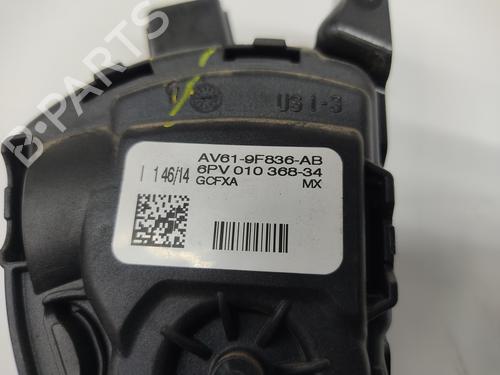 US 1-3
AV61-9F836-AB
I 1 46/14 6PV 010 368-34
GCFXA MX
B-PARTS